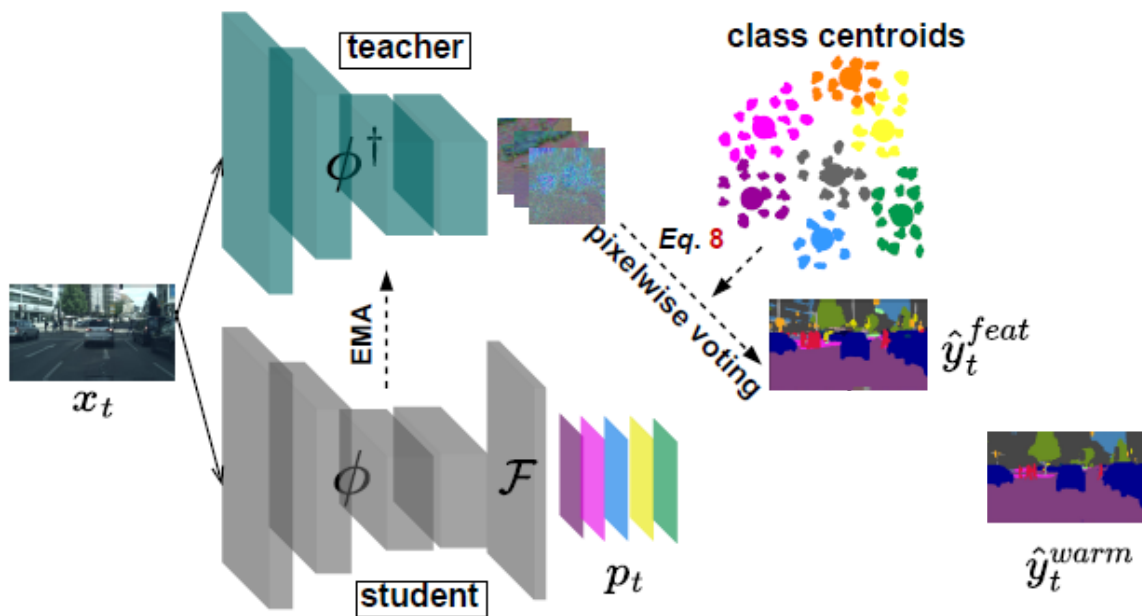 teacher
class centroids
ϕ†
Eq. 8
pixelwise voting
EMA
ŷ_t^{feat}
x_t
ϕ
ℱ
p_t
ŷ_t^{warm}
student